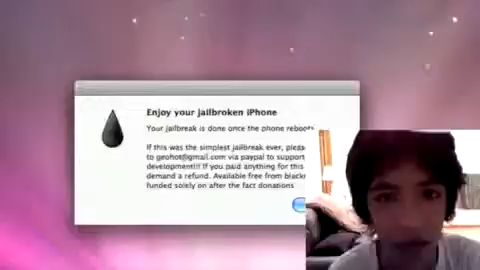 Enjoy your jailbroken iPhone
Your jailbreak is done once the phone reboots
If this was the simplest jailbreak ever, please
to geohot@gmail.com via paypal to support
development!!! If you paid anything for this
demand a refund. Available free from
funded solely on after the fact donations